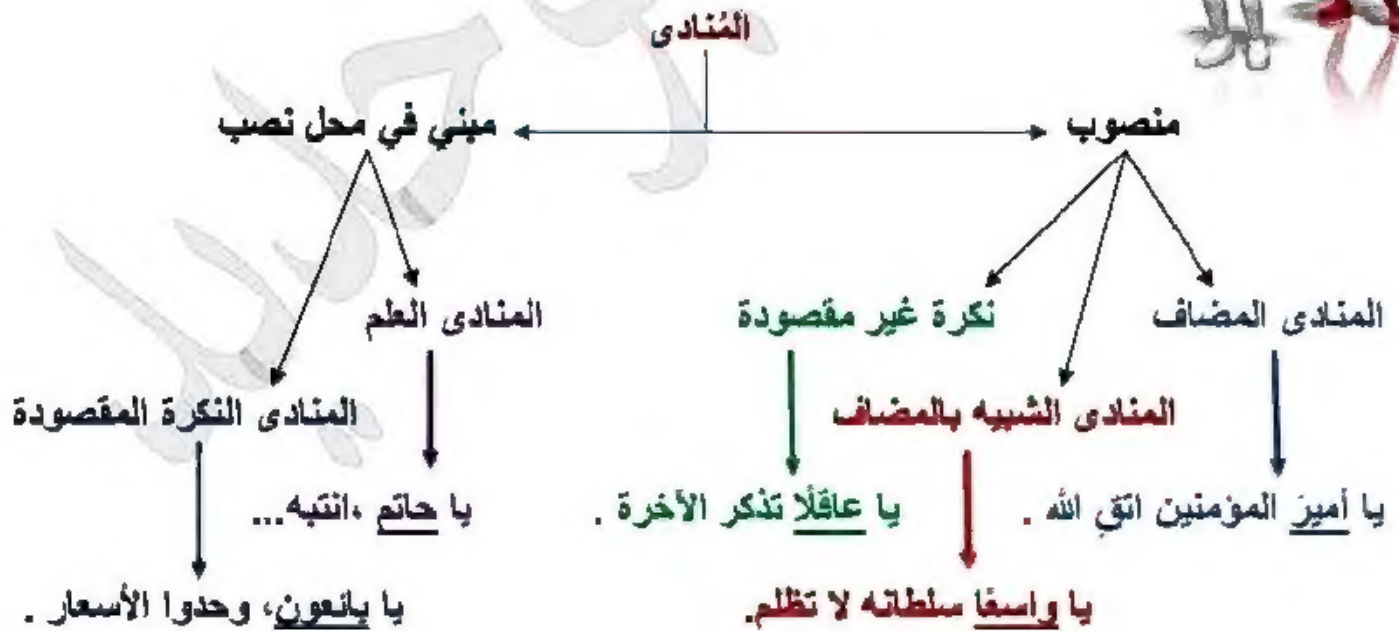 المُنادى
منصوب مبني في محل نصب
المنادى المضاف نكرة غير مقصودة المنادى العلم
المنادى الشبيه بالمضاف المنادى النكرة المقصودة
يا أميرَ المؤمنين اتقِ الله . يا عاقلًا تذكر الآخرة . يا حاتم ،انتبه...
يا واسعًا سلطانه لا تظلم. يا بائعون، وحدوا الأسعار .